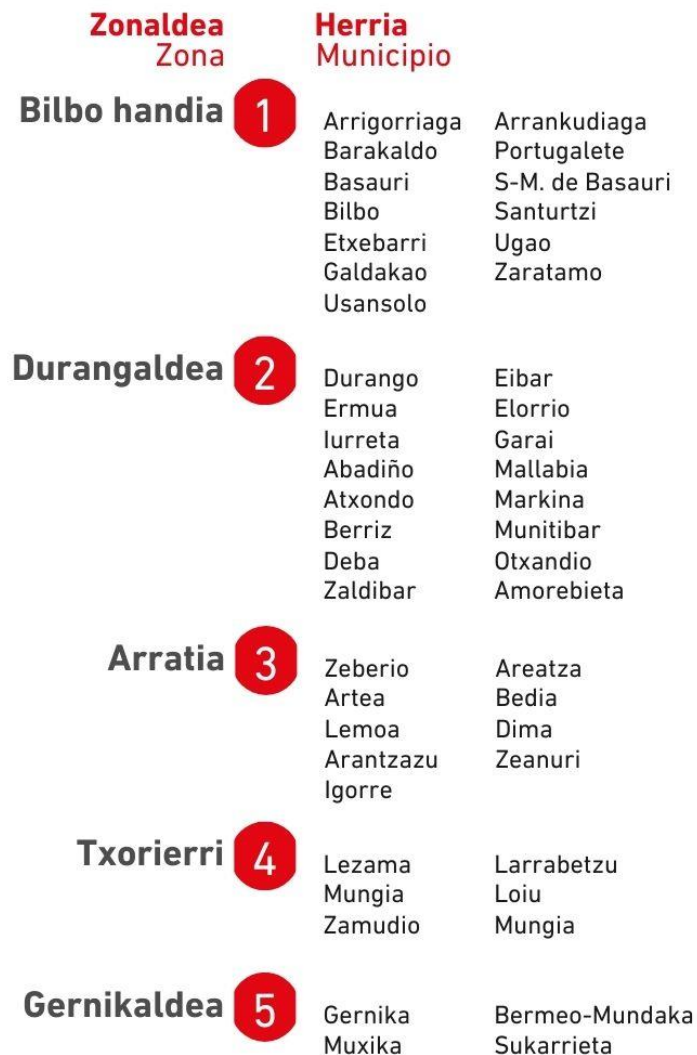 Zonaldea Herria
Zona Municipio
Bilbo handia 1
Arrigorriaga Arrankudiaga
Barakaldo Portugalete
Basauri S-M. de Basauri
Bilbo Santurtzi
Etxebarri Ugao
Galdakao Zaratamo
Usansolo
Durangaldea 2
Durango Eibar
Ermua Elorrio
Iurreta Garai
Abadiño Mallabia
Atxondo Markina
Berriz Munitibar
Deba Otxandio
Zaldibar Amorebieta
Arratia 3
Zeberio Areatza
Artea Bedia
Lemoa Dima
Arantzazu Zeanuri
Igorre
Txorierri 4
Lezama Larrabetzu
Mungia Loiu
Zamudio Mungia
Gernikaldea 5
Gernika Bermeo-Mundaka
Muxika Sukarrieta